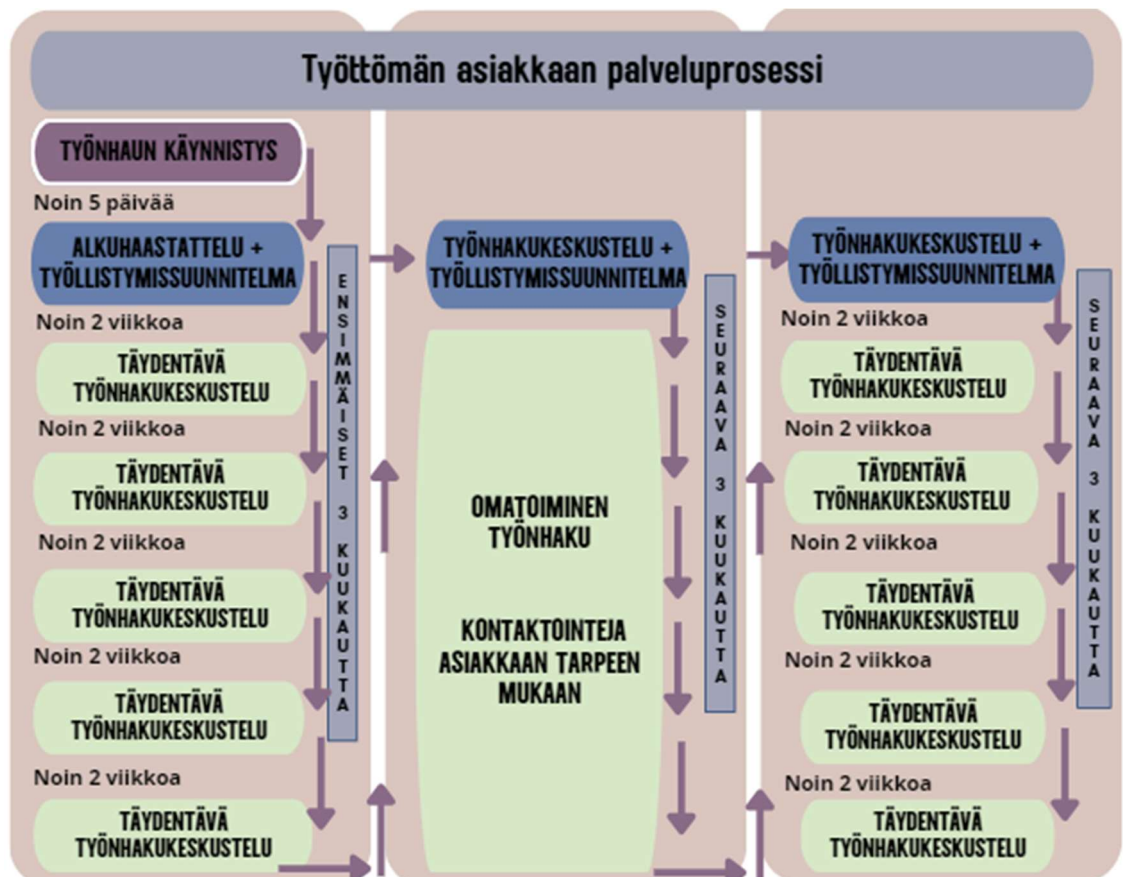 Työttömän asiakkaan palveluprosessi
TYÖNHAUN KÄYNNISTYS
Noin 5 päivää
ALKUHAASTATTELU +
TYÖLLISTYMISSUUNNITELMA
Noin 2 viikkoa
TÄYDENTÄVÄ
TYÖNHAKUKESKUSTELU
Noin 2 viikkoa
TÄYDENTÄVÄ
TYÖNHAKUKESKUSTELU
Noin 2 viikkoa
TÄYDENTÄVÄ
TYÖNHAKUKESKUSTELU
Noin 2 viikkoa
TÄYDENTÄVÄ
TYÖNHAKUKESKUSTELU
Noin 2 viikkoa
TÄYDENTÄVÄ
TYÖNHAKUKESKUSTELU
ENSIMMÄISET 3 KUUKAUTTA
TYÖNHAKUKESKUSTELU +
TYÖLLISTYMISSUUNNITELMA
OMATOIMINEN
TYÖNHAKU
KONTAKTOINTEJA
ASIAKKAAN TARPEEN
MUKAAN
SEURAAVA 3 KUUKAUTTA
TYÖNHAKUKESKUSTELU +
TYÖLLISTYMISSUUNNITELMA
Noin 2 viikkoa
TÄYDENTÄVÄ
TYÖNHAKUKESKUSTELU
Noin 2 viikkoa
TÄYDENTÄVÄ
TYÖNHAKUKESKUSTELU
Noin 2 viikkoa
TÄYDENTÄVÄ
TYÖNHAKUKESKUSTELU
Noin 2 viikkoa
TÄYDENTÄVÄ
TYÖNHAKUKESKUSTELU
Noin 2 viikkoa
TÄYDENTÄVÄ
TYÖNHAKUKESKUSTELU
SEURAAVA 3 KUUKAUTTA